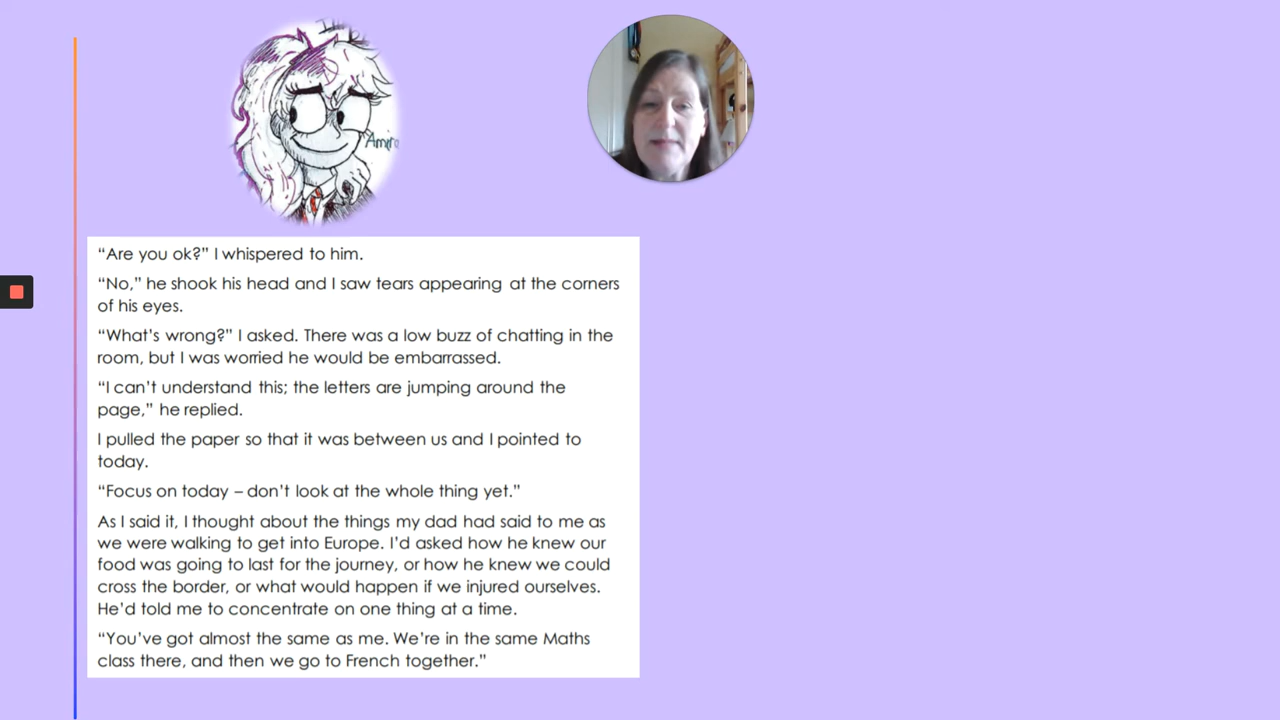 Amira
“Are you ok?” I whispered to him.
“No,” he shook his head and I saw tears appearing at the corners
of his eyes.
“What’s wrong?” I asked. There was a low buzz of chatting in the
room, but I was worried he would be embarrassed.
“I can’t understand this; the letters are jumping around the
page,” he replied.
I pulled the paper so that it was between us and I pointed to
today.
“Focus on today – don’t look at the whole thing yet.”
As I said it, I thought about the things my dad had said to me as
we were walking to get into Europe. I’d asked how he knew our
food was going to last for the journey, or how he knew we could
cross the border, or what would happen if we injured ourselves.
He’d told me to concentrate on one thing at a time.
“You’ve got almost the same as me. We’re in the same Maths
class there, and then we go to French together.”